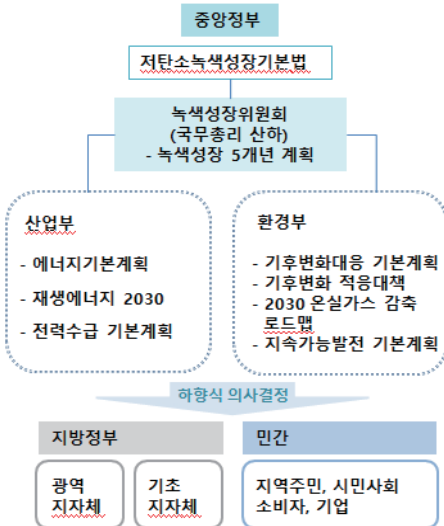 중앙정부
저탄소녹색성장기본법
녹색성장위원회
(국무총리 산하)
- 녹색성장 5개년 계획
산업부
- 에너지기본계획
- 재생에너지 2030
- 전력수급 기본계획
환경부
- 기후변화대응 기본계획
- 기후변화 적응대책
- 2030 온실가스 감축
로드맵
- 지속가능발전 기본계획
하향식 의사결정
지방정부
광역
지자체
기초
지자체
민간
지역주민, 시민사회
소비자, 기업